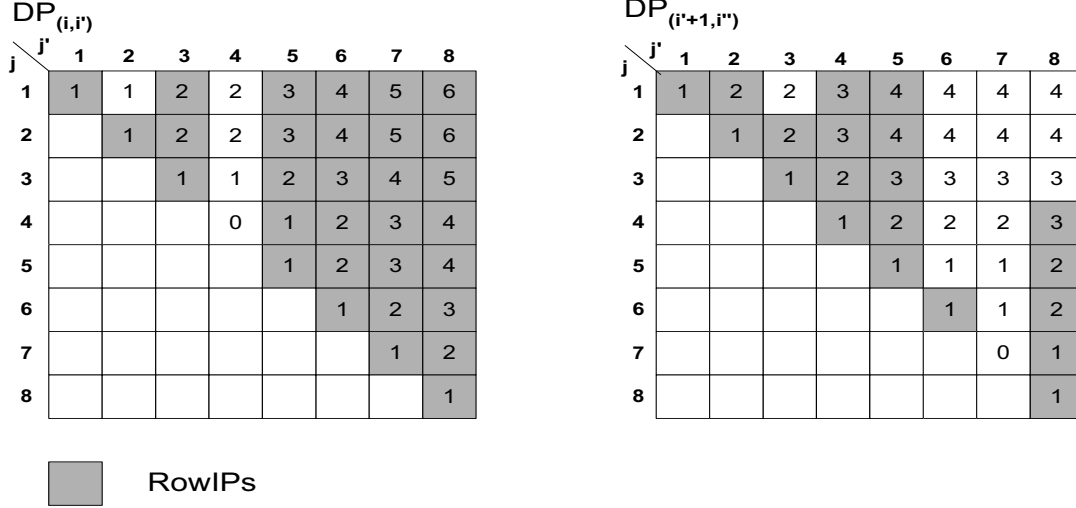 DP(i,i') DP(i'+1,i'')
j j' 1 2 3 4 5 6 7 8 j j' 1 2 3 4 5 6 7 8
1 1 1 2 2 3 4 5 6 1 1 2 2 3 4 4 4 4
2 1 2 2 3 4 5 6 2 1 2 3 4 4 4 4
3 1 1 2 3 4 5 3 1 2 3 3 3 3
4 0 1 2 3 4 4 1 2 2 2 3
5 1 2 3 4 5 1 1 1 2
6 1 2 3 6 1 1 2
7 1 2 7 0 1
8 1 8 1
RowIPs